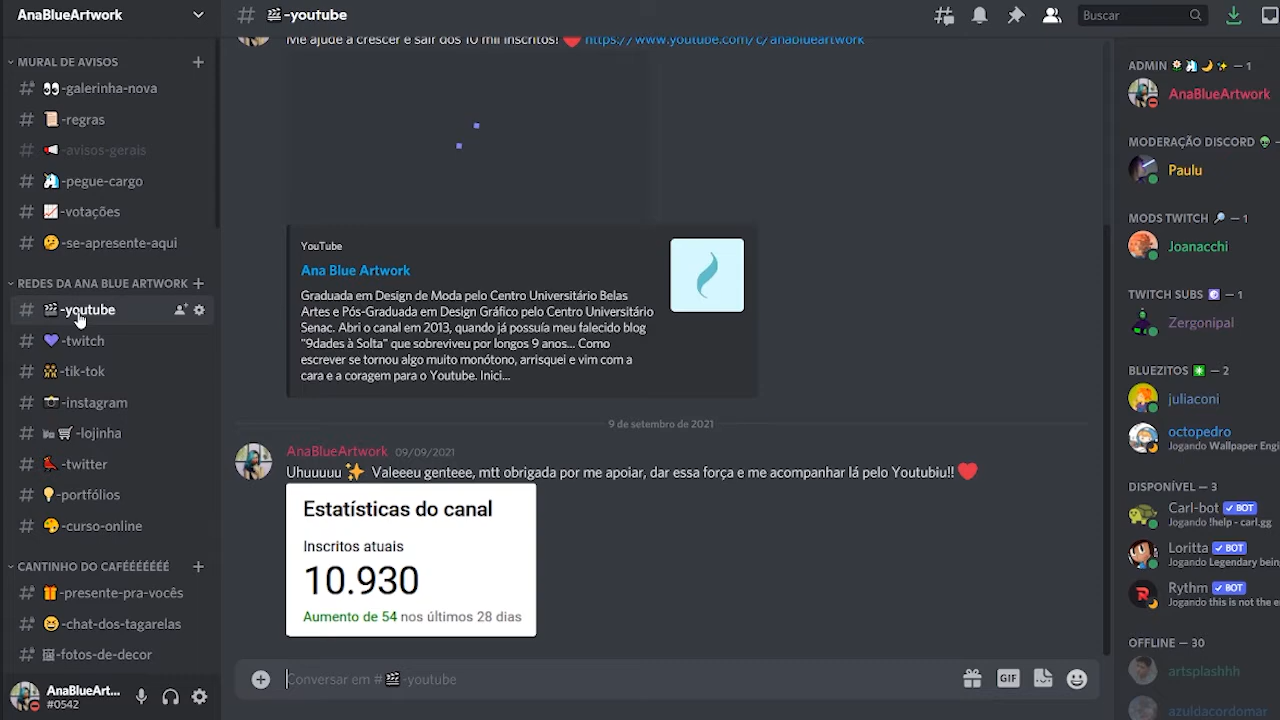 AnaBlueArtwork
MURAL DE AVISOS
-galerinha-nova
-regras
-avisos-gerais
-pegue-cargo
-votações
-se-apresente-aqui
REDES DA ANA BLUE ARTWORK
-youtube
-twitch
-tik-tok
-instagram
-lojinha
-twitter
-portfólios
-curso-online
CANTINHO DO CAFÉÉÉÉÉÉ
-presente-pra-vocês
-chat-dos-tagarelas
-fotos-de-decor
AnaBlueArt...
#0542
# 🎬-youtube
Buscar
Me ajude a crescer e sair dos 10 mil inscritos! ❤️ https://www.youtube.com/c/anablueartwork
YouTube
Ana Blue Artwork
Graduada em Design de Moda pelo Centro Universitário Belas
Artes e Pós-Graduada em Design Gráfico pelo Centro Universitário
Senac. Abri o canal em 2013, quando já possuía meu falecido blog
"9dades à Solta" que sobreviveu por longos 9 anos... Como
escrever se tornou algo muito monótono, arrisquei e vim com a
cara e a coragem para o Youtube. Inici...
9 de setembro de 2021
AnaBlueArtwork 09/09/2021
Uhuuuuu ✨ Valeeeu genteee, mtt obrigada por me apoiar, dar essa força e me acompanhar lá pelo Youtubiu!! ❤️
Estatísticas do canal
Inscritos atuais
10.930
Aumento de 54 nos últimos 28 dias
Conversar em # 🎬-youtube
GIF
ADMIN 🌼🦄🌙✨ — 1
AnaBlueArtwork
MODERAÇÃO DISCORD 👽 -
Paulu
MODS TWITCH 🔎 — 1
Joanacchi
TWITCH SUBS — 1
Zergonipal
BLUEZITOS ✳️ — 2
juliaconi
octopedro
Jogando Wallpaper Engi
DISPONÍVEL — 3
Carl-bot ✓ BOT
Jogando !help - carl.gg
Loritta ✓ BOT
Jogando Legendary bein
Rythm ✓ BOT
Jogando this is not the e
OFFLINE — 30
artsplashhh
azuldacordomar